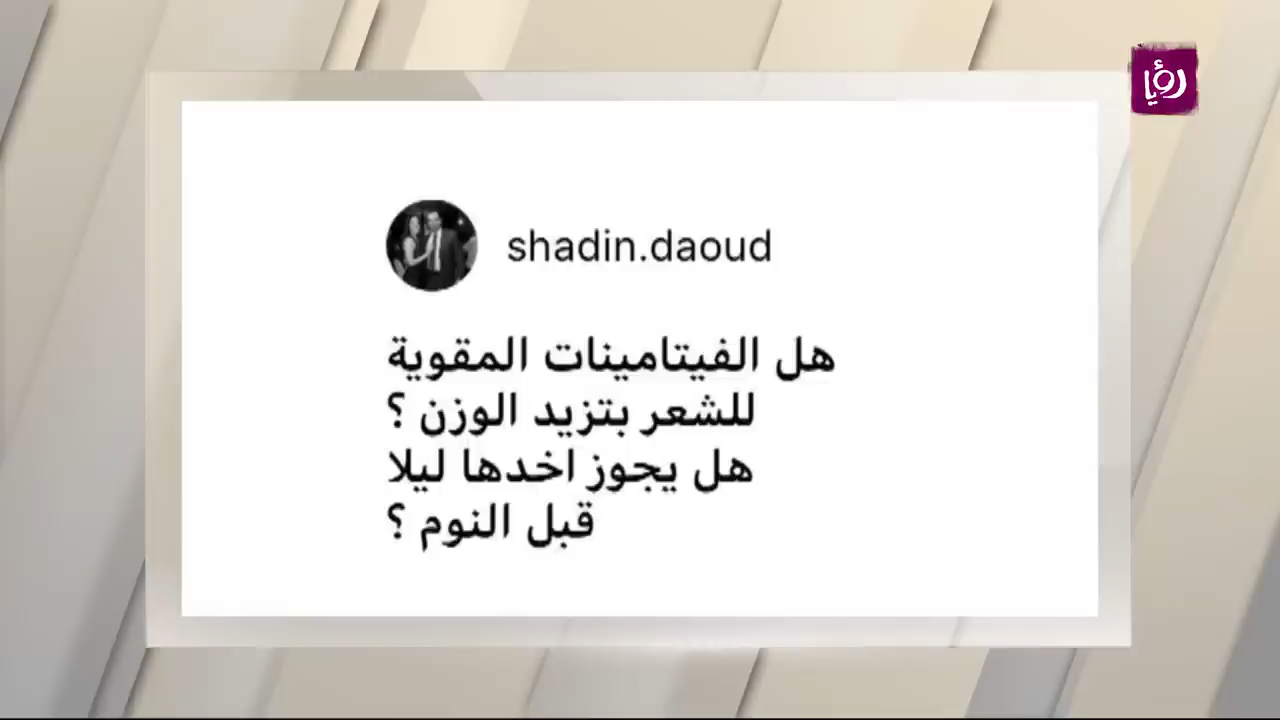 رؤيا
shadin.daoud
هل الفيتامينات المقوية
للشعر بتزيد الوزن ؟
هل يجوز اخدها ليلا
قبل النوم ؟